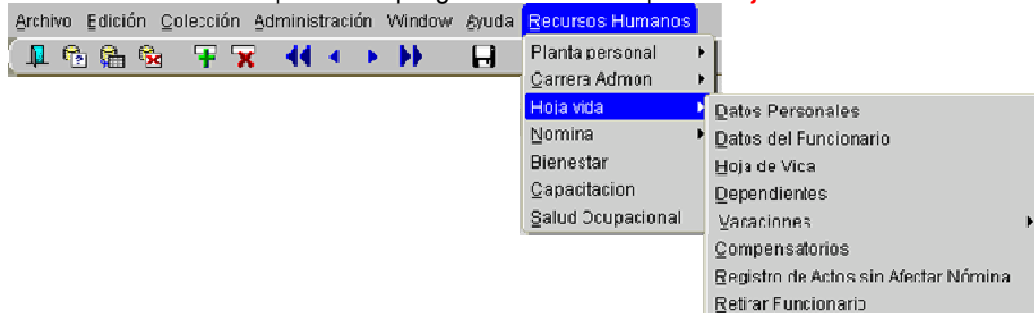 Archivo Edición Colección Administración Window Ayuda Recursos Humanos
Planta personal
Carrera Admon
Hoja vida
Nomina
Bienestar
Capacitacion
Salud Ocupacional
Datos Personales
Datos del Funcionario
Hoja de Vida
Dependientes
Vacaciones
Compensatorios
Registro de Actos sin Afectar Nómina
Retirar Funcionario